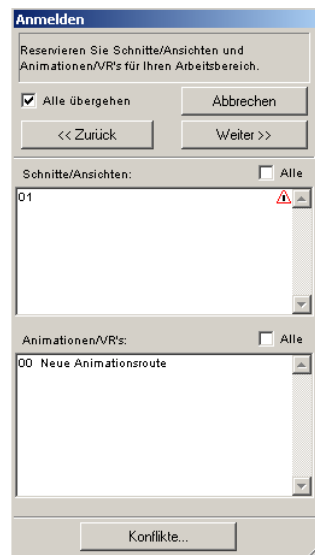 Anmelden
Reservieren Sie Schnitte/Ansichten und
Animationen/VR's für Ihren Arbeitsbereich.
Alle übergehen
Abbrechen
<< Zurück
Weiter >>
Schnitte/Ansichten:
Alle
01
Animationen/VR's:
Alle
00 Neue Animationsroute
Konflikte...